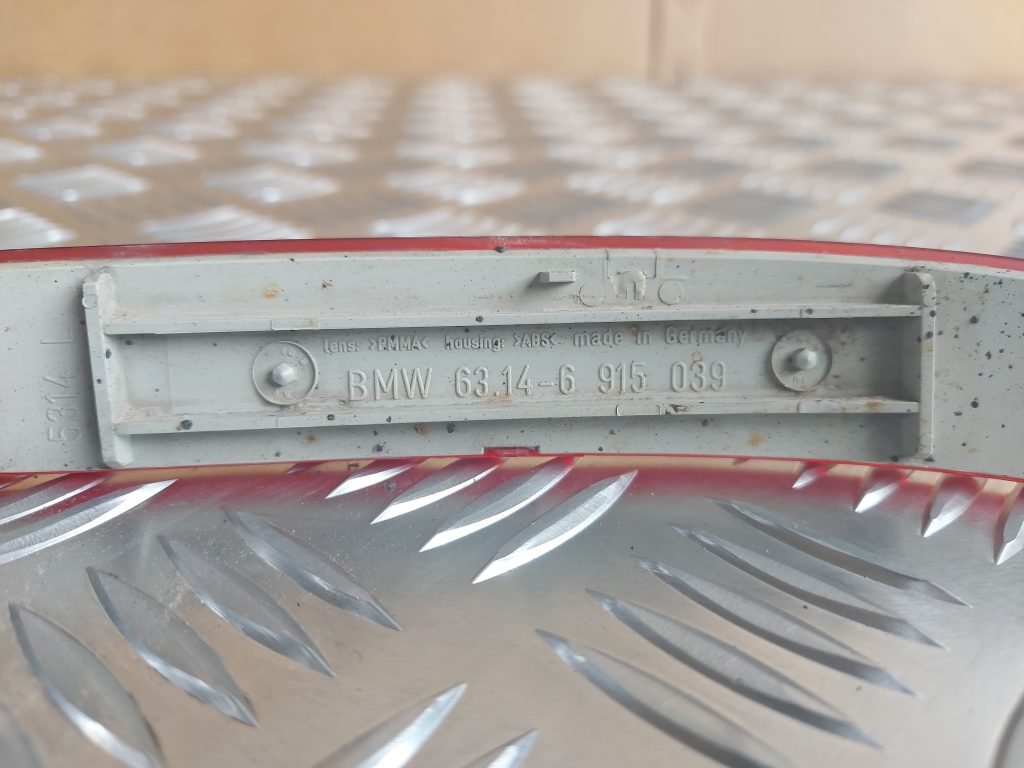 lens: >PMMA< housing: >ABS< made in Germany
BMW 63.14-6 915 039
5314 L